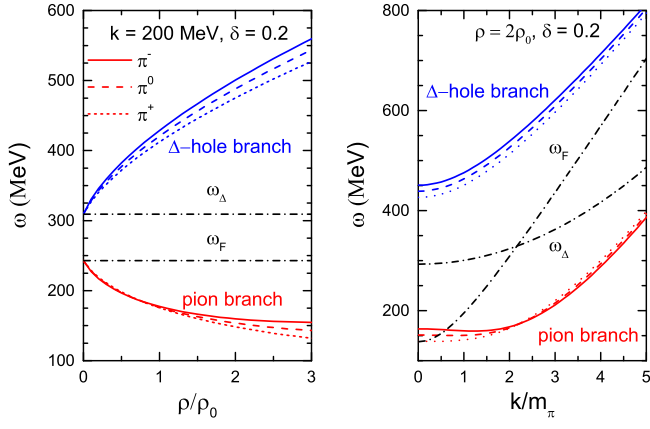 k = 200 MeV, δ = 0.2
π⁻
π⁰
π⁺
Δ−hole branch
ω_Δ
ω_F
pion branch
ω (MeV)
600
500
400
300
200
100
0
1
2
3
ρ/ρ₀
ρ = 2ρ₀, δ = 0.2
Δ−hole branch
ω_F
ω_Δ
pion branch
ω (MeV)
800
600
400
200
0
1
2
3
4
5
k/m_π